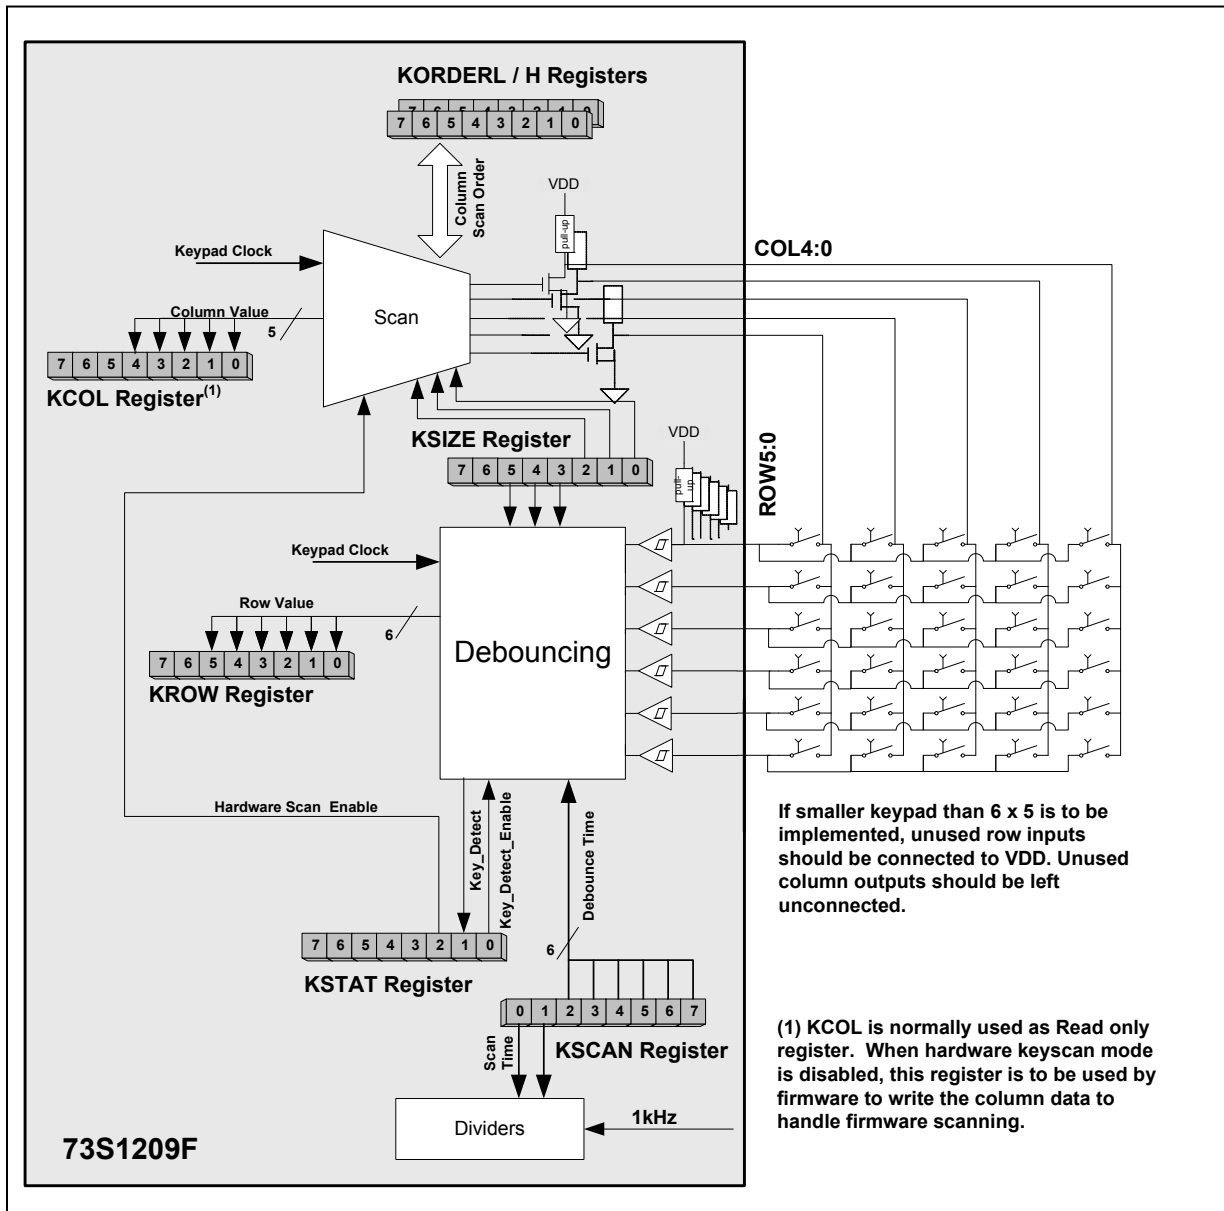 KORDERL / H Registers
7 6 5 4 3 2 1 0
7 6 5 4 3 2 1 0
Column
Scan Order
VDD
pull-up
COL4:0
Keypad Clock
Scan
Column Value
5
7 6 5 4 3 2 1 0
KCOL Register(1)
KSIZE Register
7 6 5 4 3 2 1 0
VDD
pull-
up
ROW5:0
Keypad Clock
Row Value
6
Debouncing
7 6 5 4 3 2 1 0
KROW Register
Hardware Scan Enable
Key_Detect
Key_Detect_Enable
Debounce Time
6
7 6 5 4 3 2 1 0
KSTAT Register
0 1 2 3 4 5 6 7
KSCAN Register
Scan
Time
Dividers
1kHz
73S1209F
If smaller keypad than 6 x 5 is to be
implemented, unused row inputs
should be connected to VDD. Unused
column outputs should be left
unconnected.
(1) KCOL is normally used as Read only
register. When hardware keyscan mode
is disabled, this register is to be used by
firmware to write the column data to
handle firmware scanning.